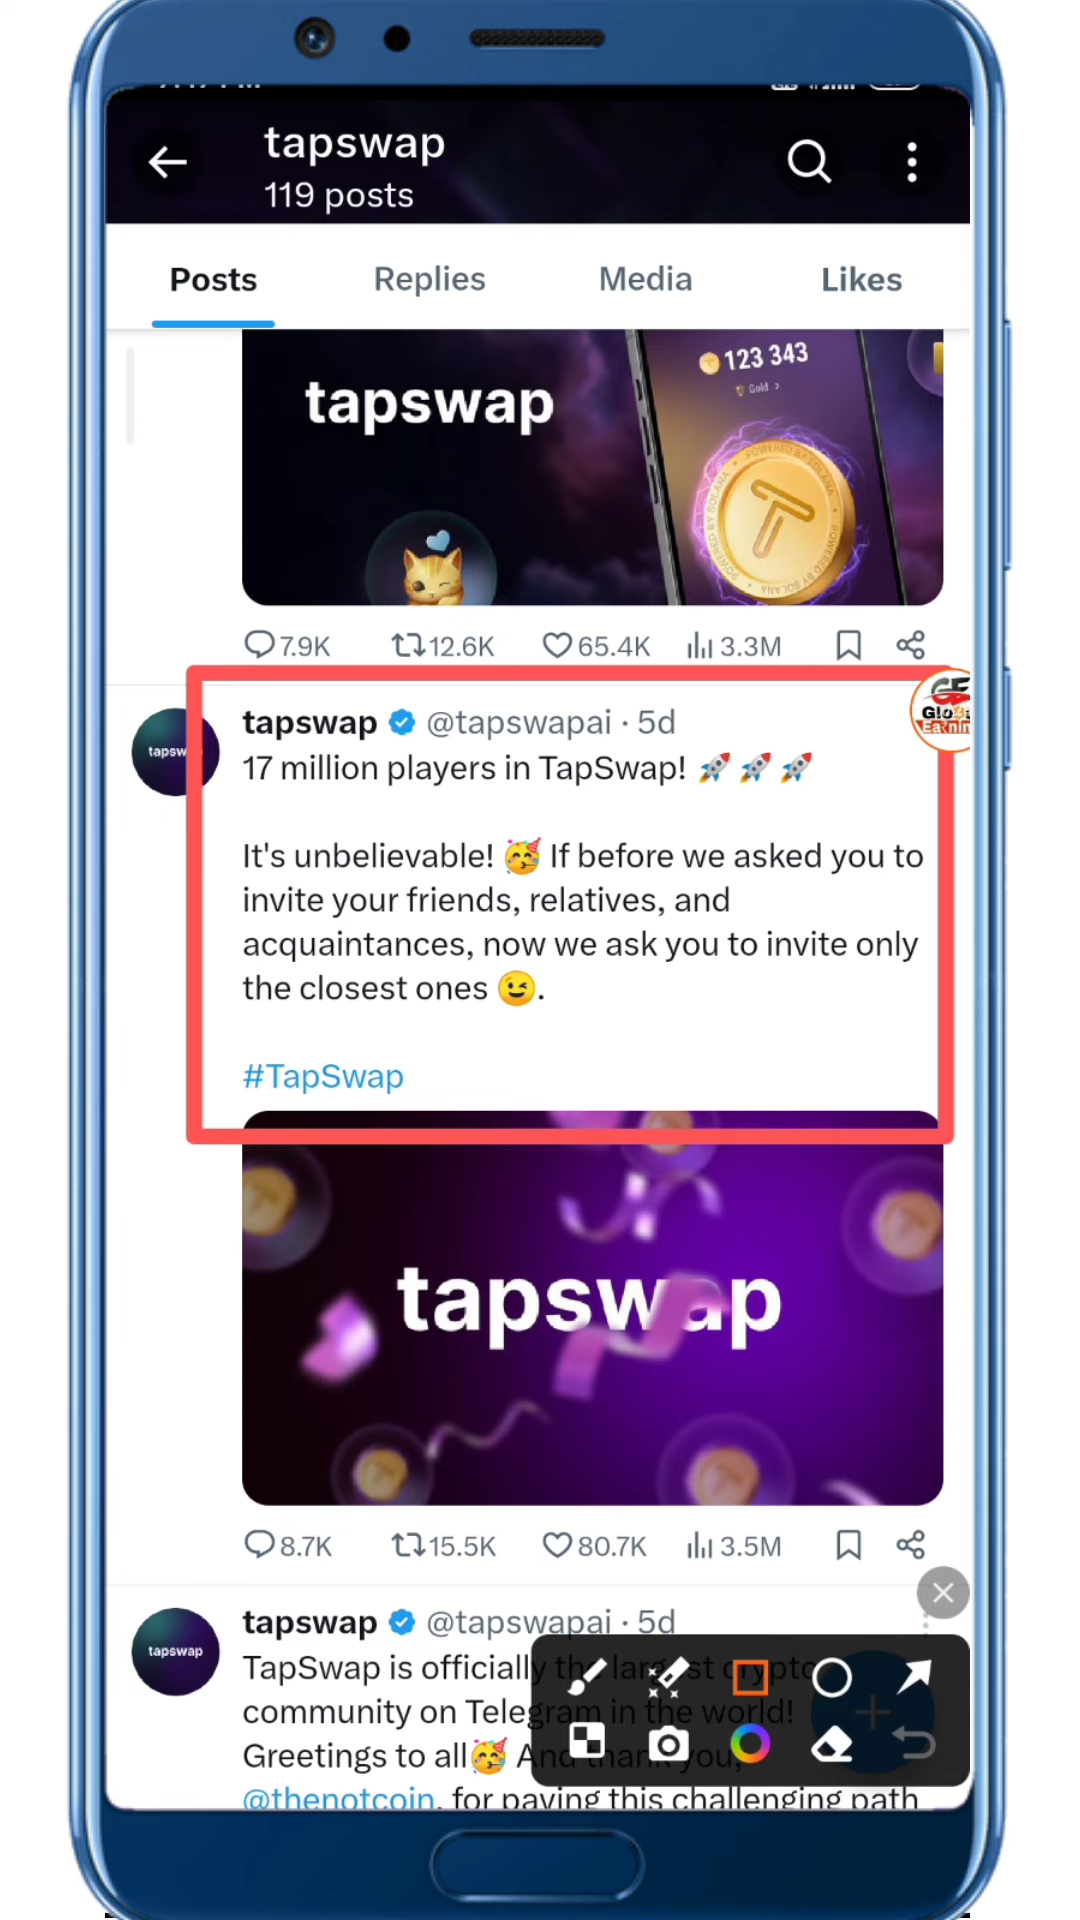 tapswap
119 posts
Posts Replies Media Likes
123 343
Gold >
tapswap
POWERED BY SOLANA
7.9K 12.6K 65.4K 3.3M
tapswap @tapswapai · 5d
17 million players in TapSwap! 🚀🚀🚀
It's unbelievable! 🥳 If before we asked you to
invite your friends, relatives, and
acquaintances, now we ask you to invite only
the closest ones 😉.
#TapSwap
tapswap
8.7K 15.5K 80.7K 3.5M
tapswap
tapswap @tapswapai · 5d
TapSwap is officially the largest crypto
community on Telegram in the world!
Greetings to all🥳 And thank you,
@thenotcoin, for paving this challenging path